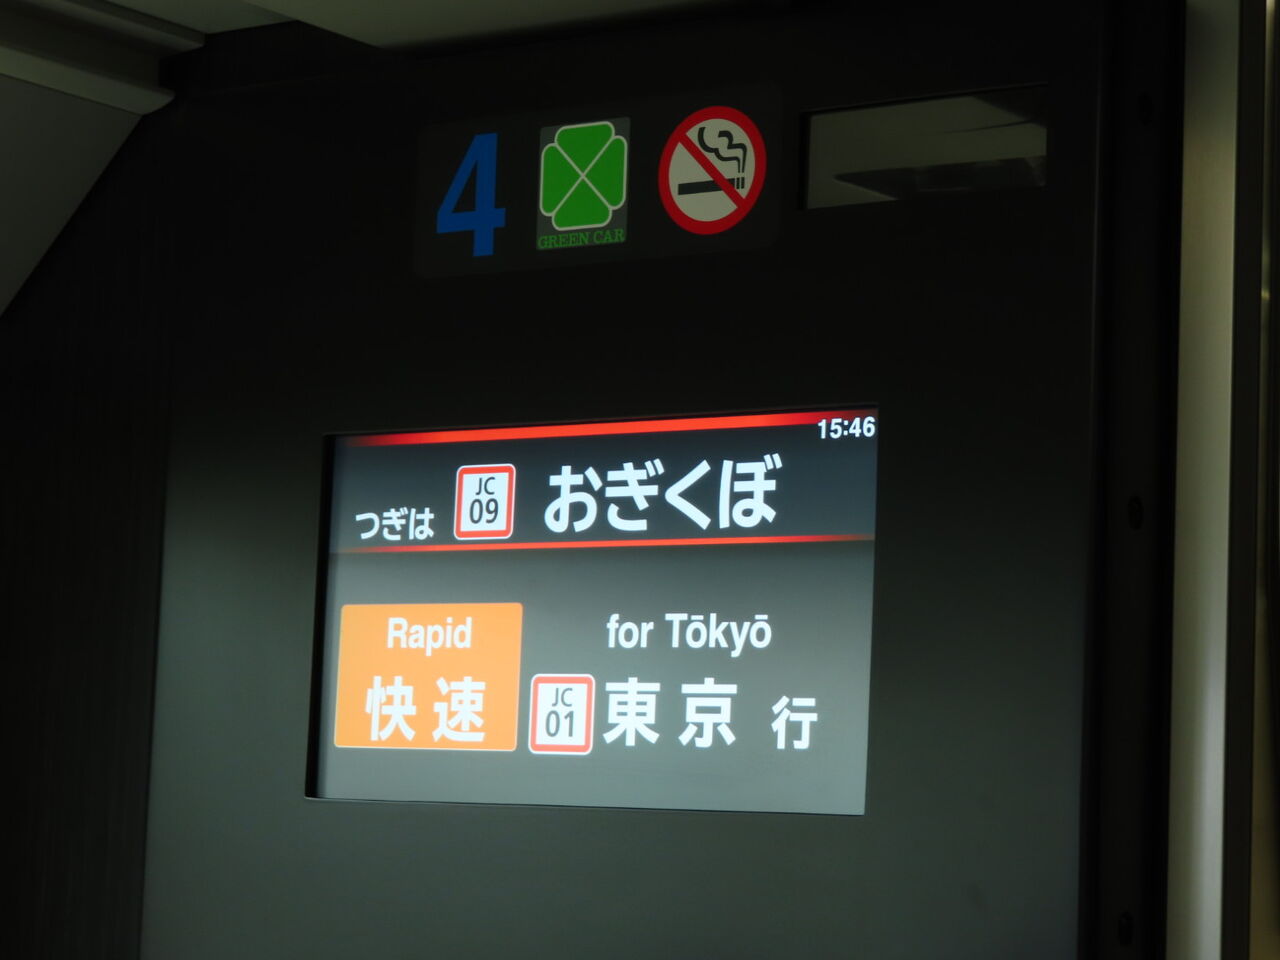 4
GREEN CAR
15:46
つぎは JC 09 おぎくぼ
Rapid for Tōkyō
快速 JC 01 東京 行